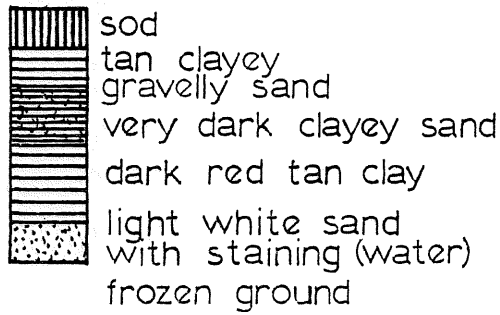 sod
tan clayey
gravelly sand
very dark clayey sand
dark red tan clay
light white sand
with staining (water)
frozen ground